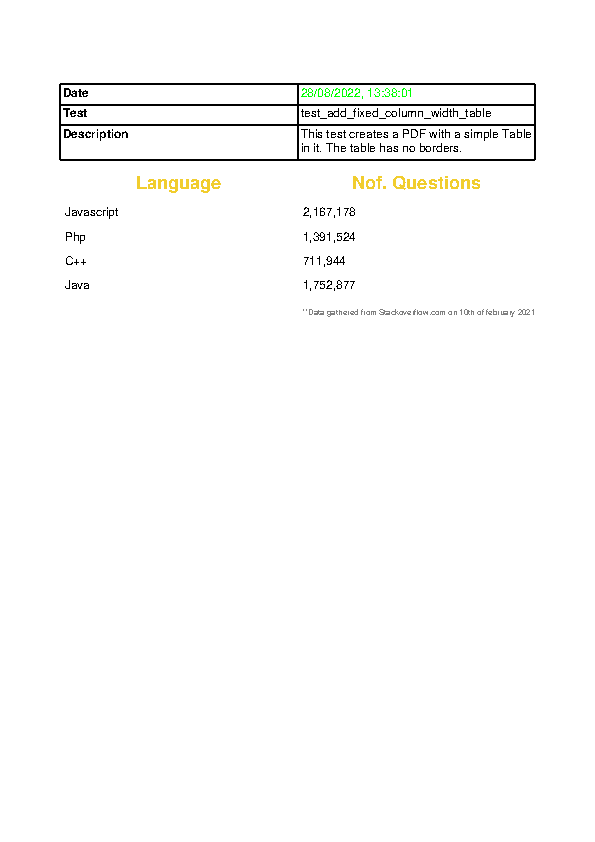 Date 28/08/2022, 13:38:01
Test test_add_fixed_column_width_table
Description This test creates a PDF with a simple Table
in it. The table has no borders.
Language Nof. Questions
Javascript 2,167,178
Php 1,391,524
C++ 711,944
Java 1,752,877
**Data gathered from Stackoverflow.com on 10th of february 2021